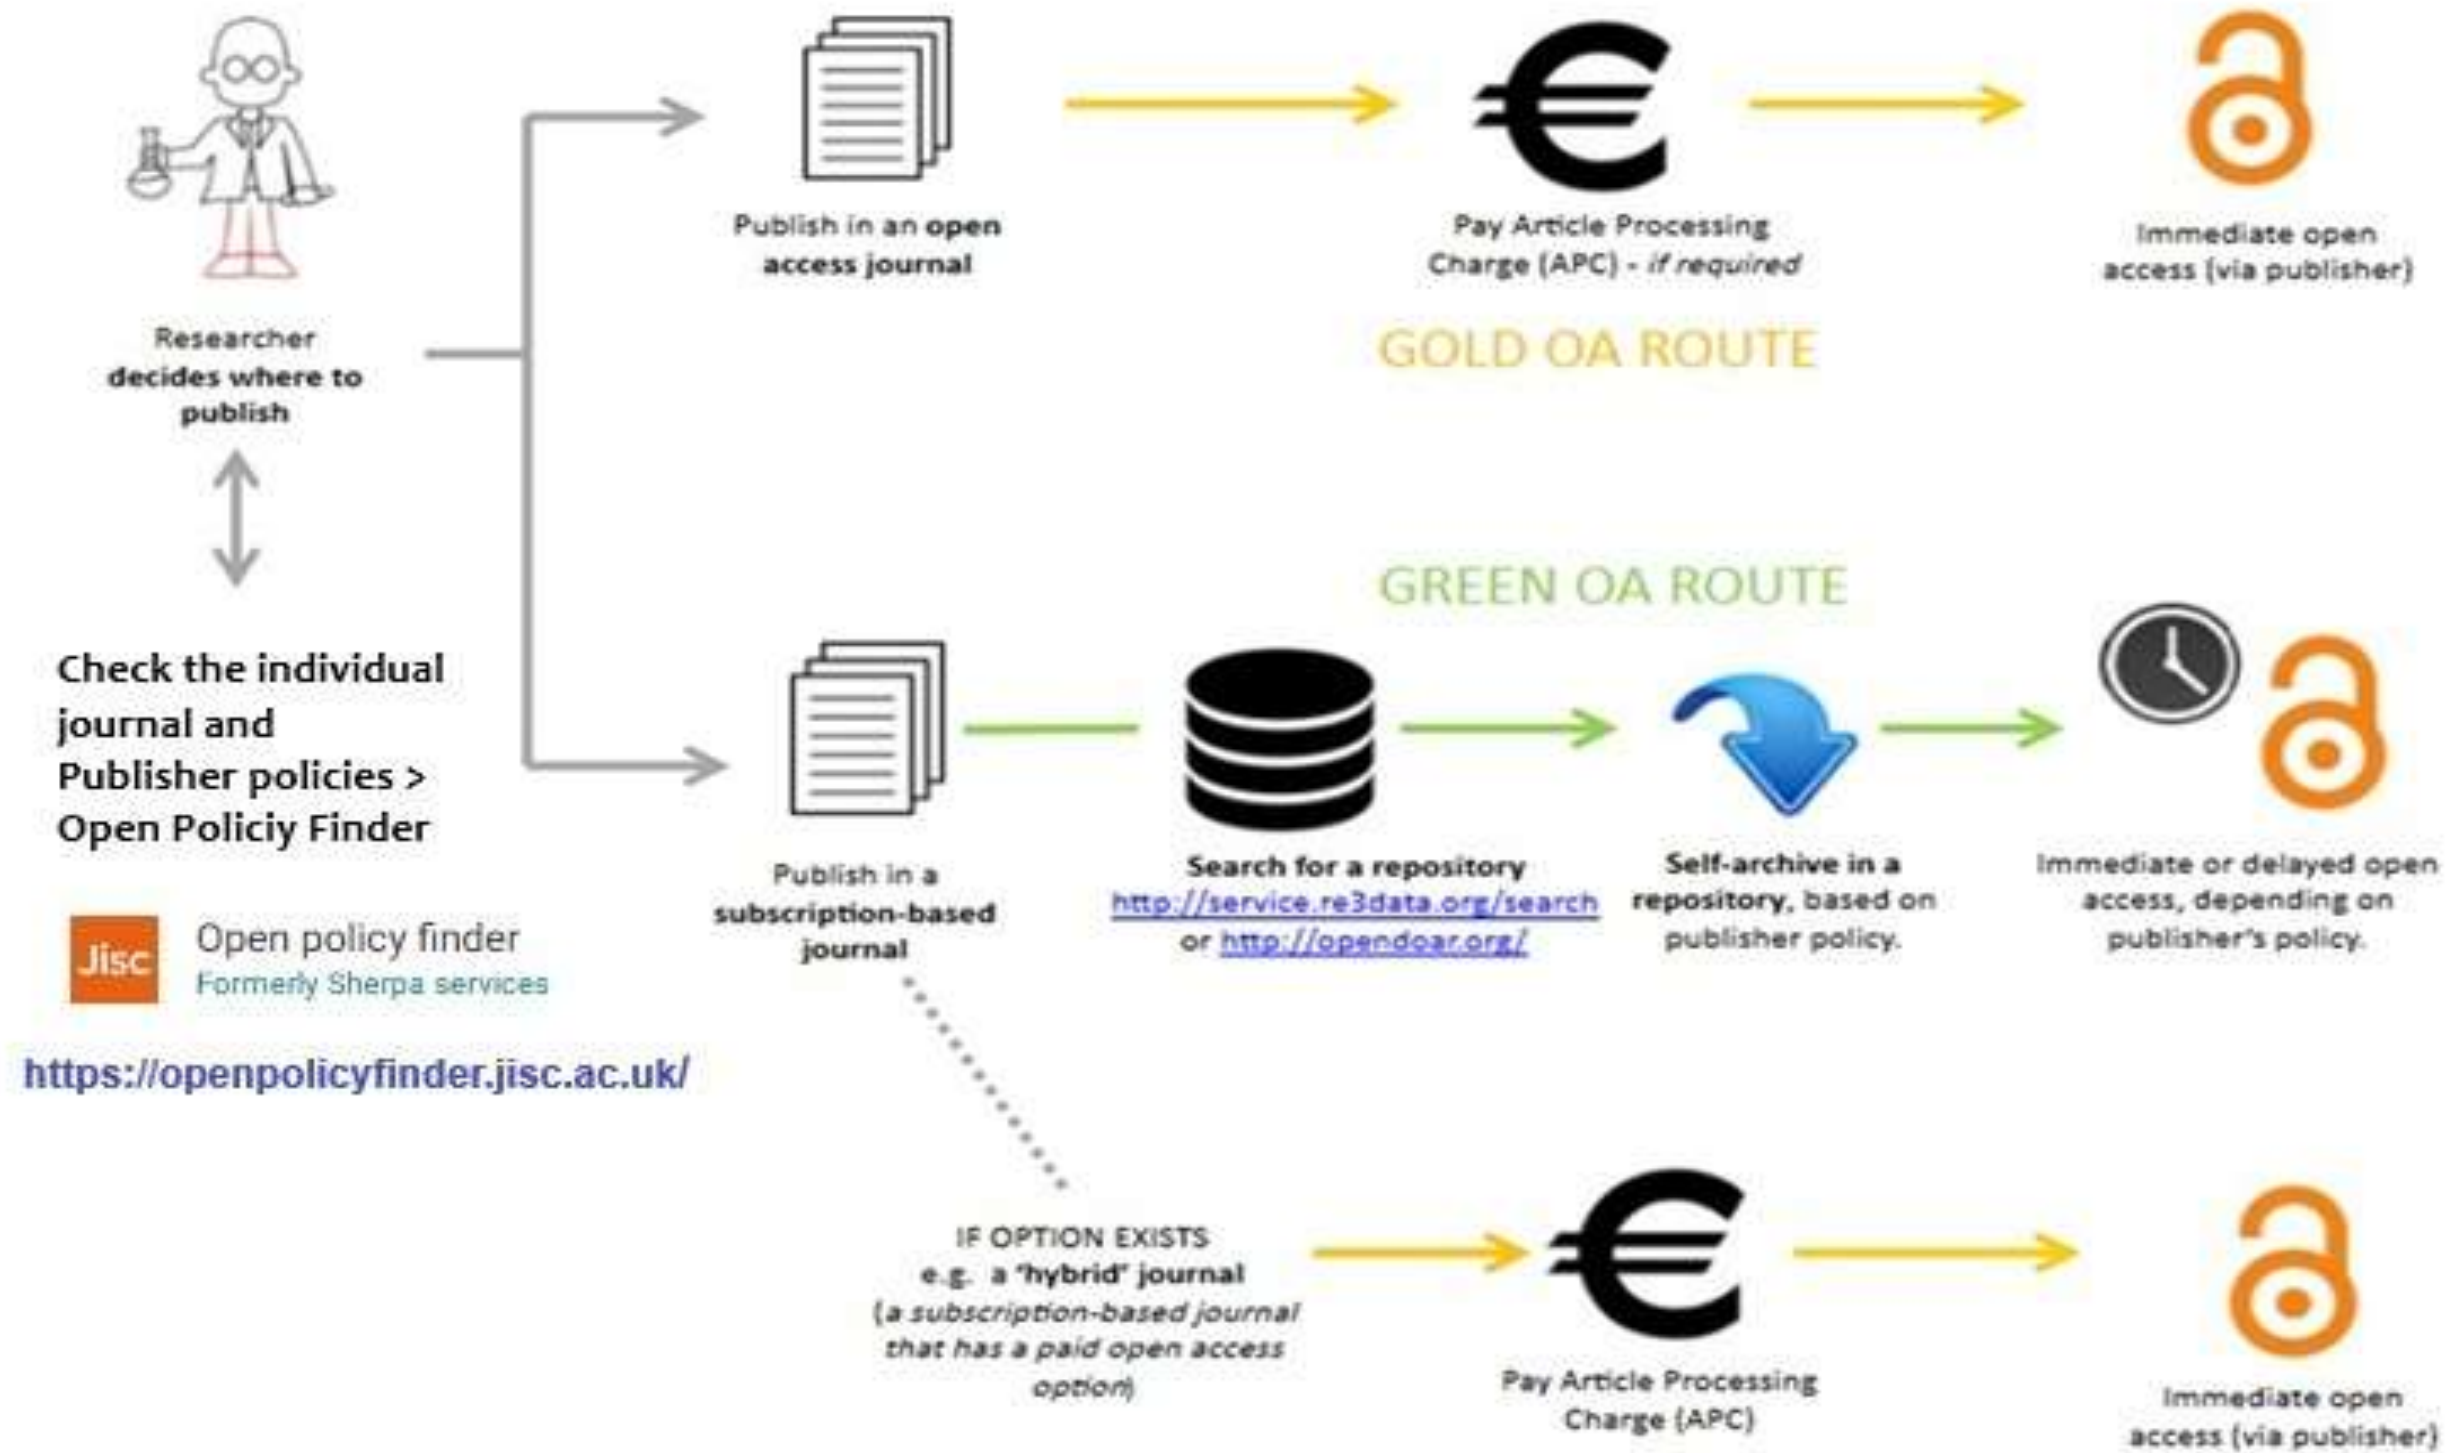 Researcher
decides where to
publish
Check the individual
journal and
Publisher policies >
Open Policiy Finder
Jisc
Open policy finder
Formerly Sherpa services
https://openpolicyfinder.jisc.ac.uk/
Publish in an open
access journal
Pay Article Processing
Charge (APC) - if required
Immediate open
access (via publisher)
GOLD OA ROUTE
GREEN OA ROUTE
Publish in a
subscription-based
journal
Search for a repository
http://service.re3data.org/search
or http://opendoar.org/
Self-archive in a
repository, based on
publisher policy.
Immediate or delayed open
access, depending on
publisher's policy.
IF OPTION EXISTS
e.g. a 'hybrid' journal
(a subscription-based journal
that has a paid open access
option)
Pay Article Processing
Charge (APC)
Immediate open
access (via publisher)